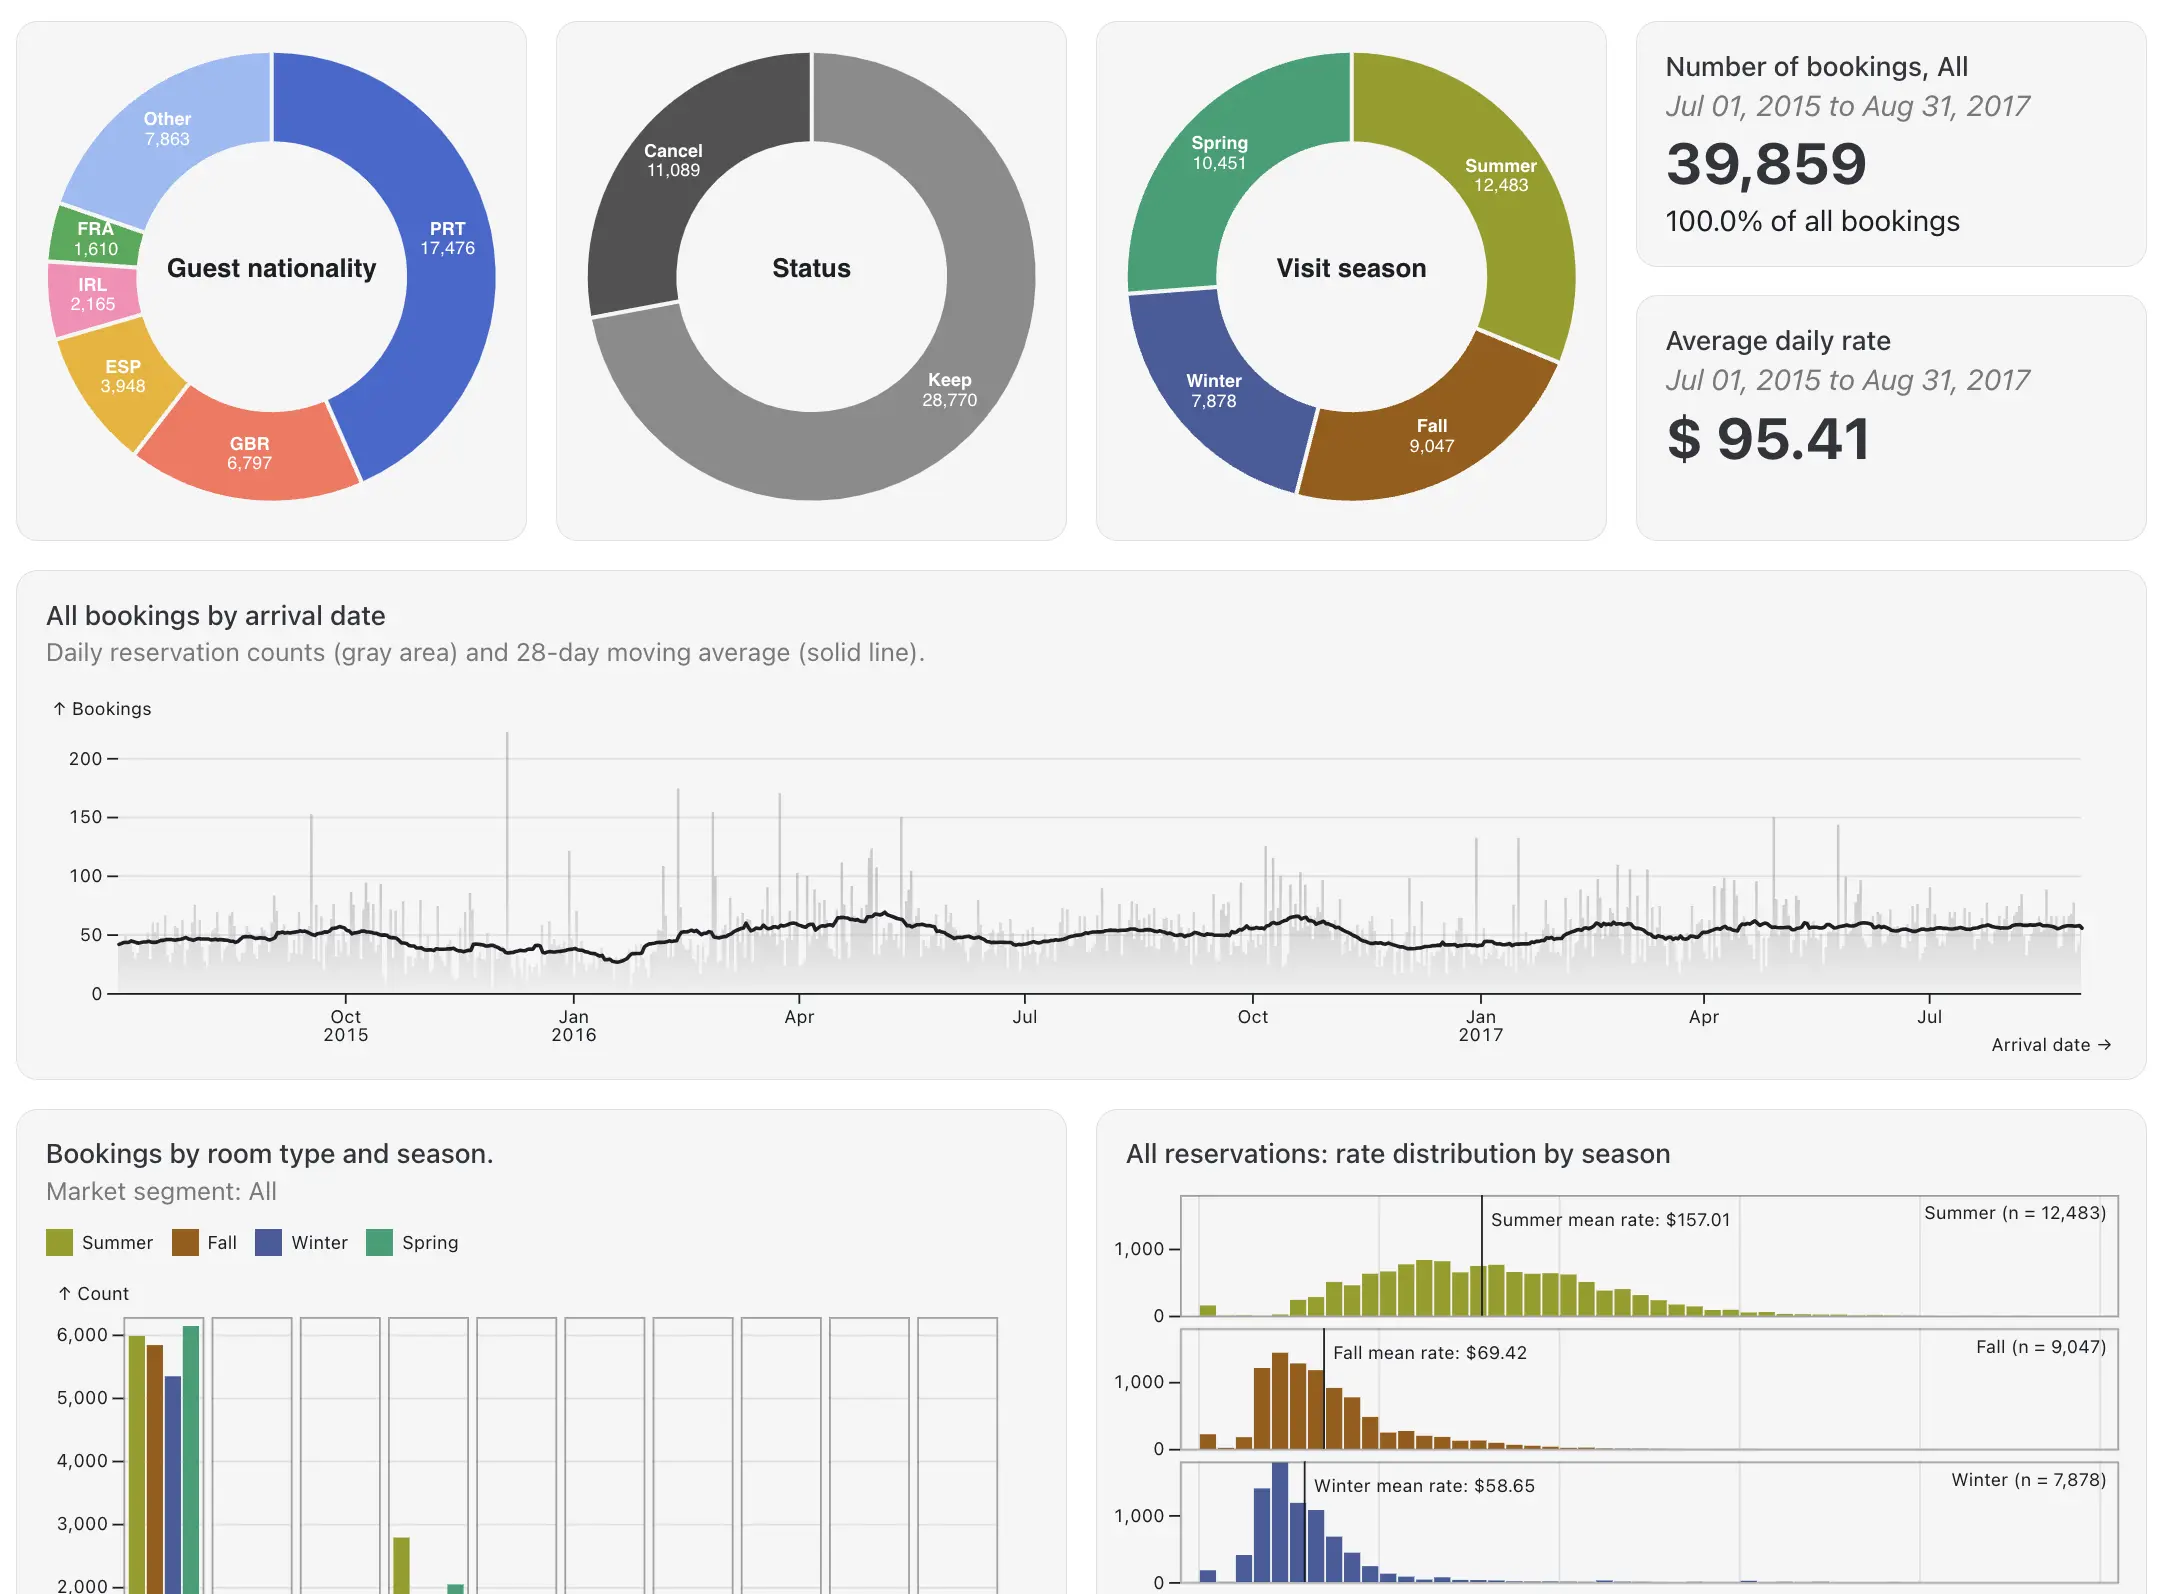 Other
7,863
FRA
1,610
IRL
2,165
ESP
3,948
GBR
6,797
PRT
17,476
Guest nationality
Cancel
11,089
Status
Keep
28,770
Spring
10,451
Summer
12,483
Visit season
Winter
7,878
Fall
9,047
Number of bookings, All
Jul 01, 2015 to Aug 31, 2017
39,859
100.0% of all bookings
Average daily rate
Jul 01, 2015 to Aug 31, 2017
$ 95.41
All bookings by arrival date
Daily reservation counts (gray area) and 28-day moving average (solid line).
↑ Bookings
200
150
100
50
0
Oct Jan Apr Jul Oct Jan Apr Jul
2015 2016 2017
Arrival date →
Bookings by room type and season.
Market segment: All
Summer Fall Winter Spring
↑ Count
6,000
5,000
4,000
3,000
2,000
All reservations: rate distribution by season
Summer mean rate: $157.01
Summer (n = 12,483)
1,000
0
Fall mean rate: $69.42
Fall (n = 9,047)
1,000
0
Winter mean rate: $58.65
Winter (n = 7,878)
1,000
0